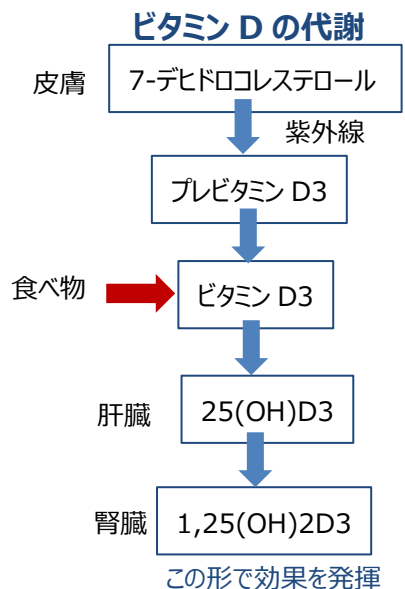 ビタミン D の代謝
皮膚
7-デヒドロコレステロール
紫外線
プレビタミン D3
食べ物
ビタミン D3
肝臓
25(OH)D3
腎臓
1,25(OH)2D3
この形で効果を発揮